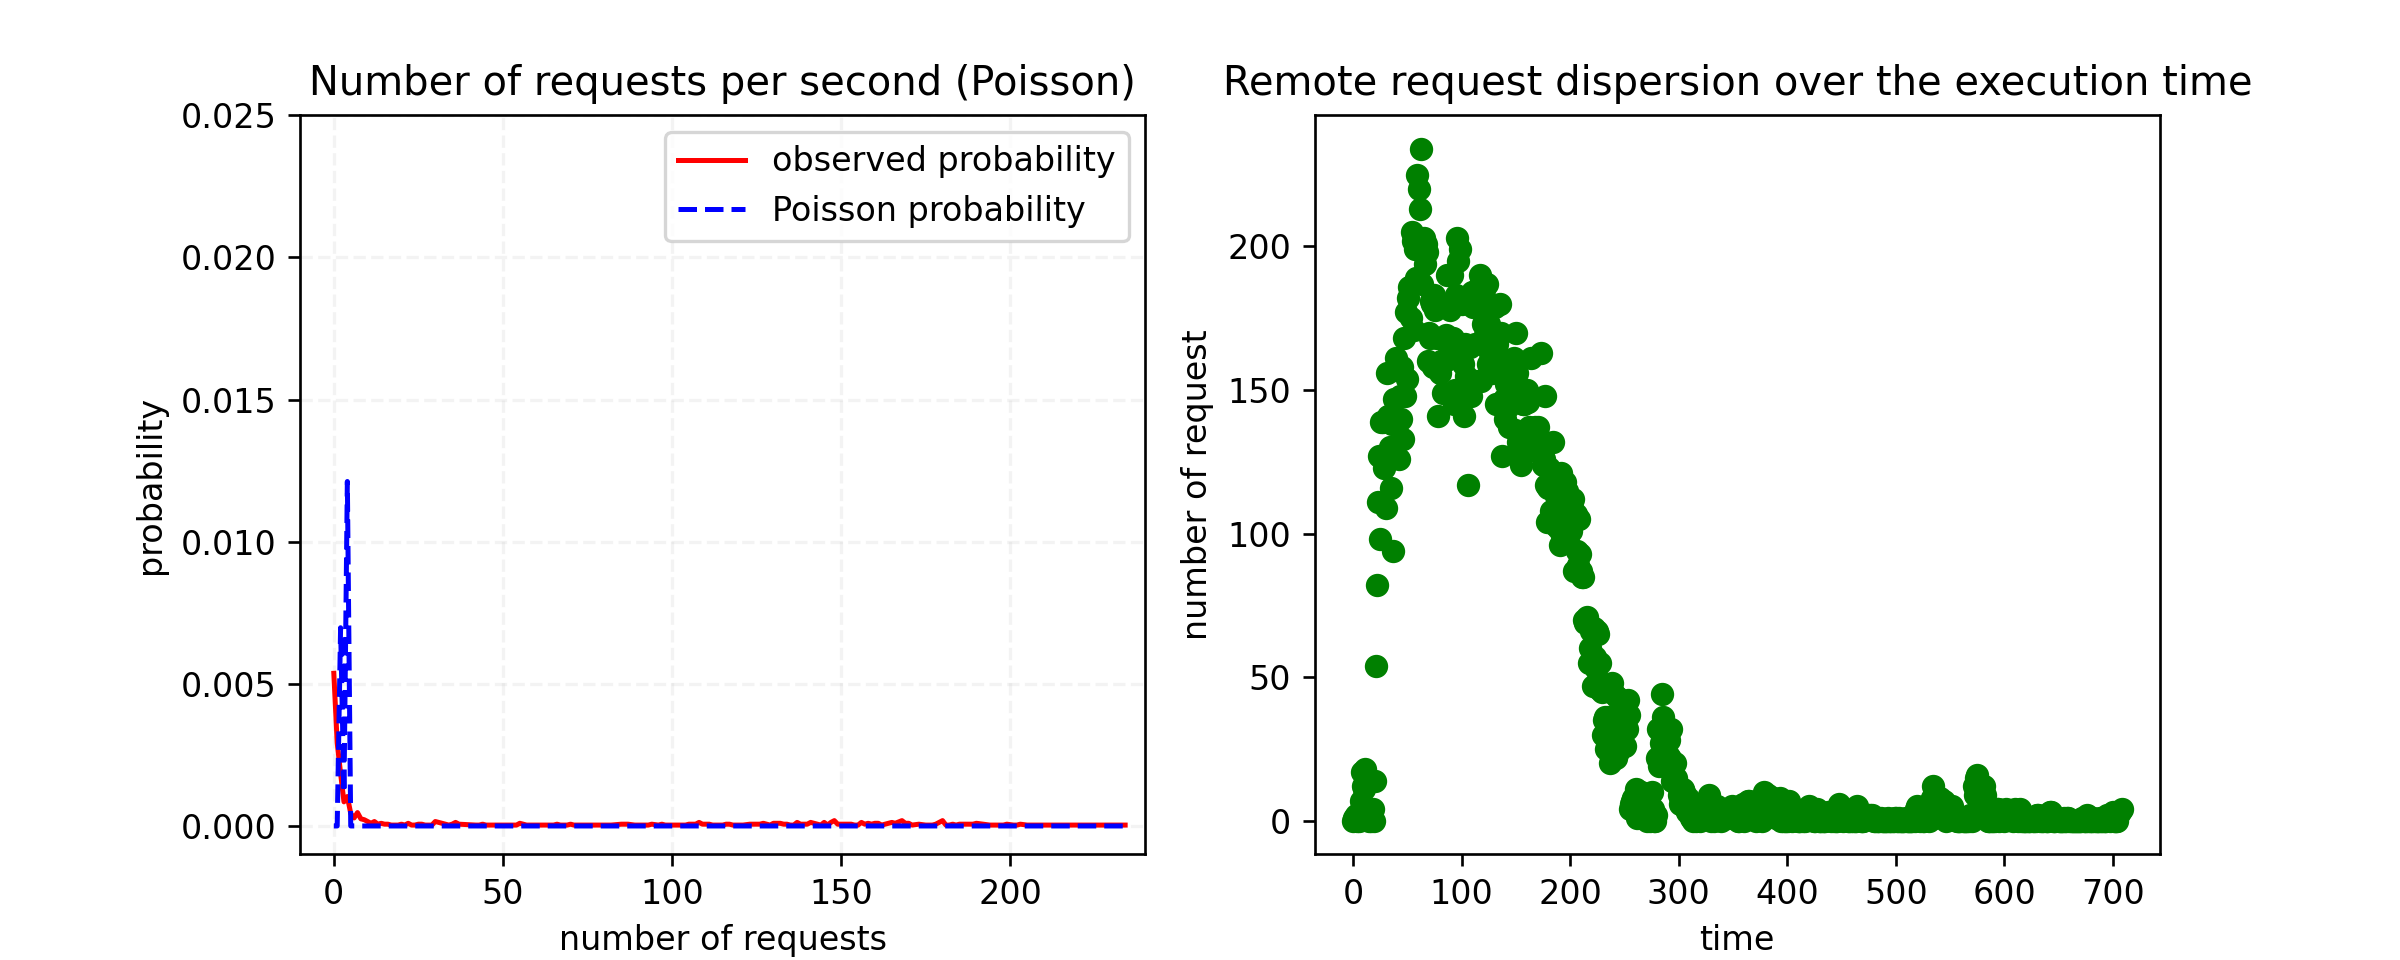 Number of requests per second (Poisson)
0.025
0.020
0.015
0.010
0.005
0.000
probability
observed probability
Poisson probability
0 50 100 150 200
number of requests
Remote request dispersion over the execution time
200
150
100
50
0
number of request
0 100 200 300 400 500 600 700
time